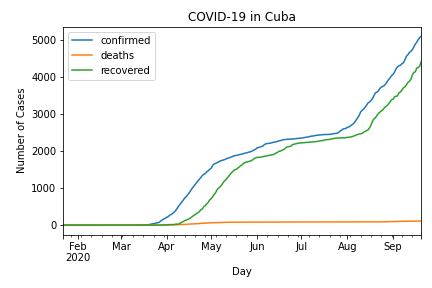 COVID-19 in Cuba
confirmed
deaths
recovered
Number of Cases
5000
4000
3000
2000
1000
0
Feb Mar Apr May Jun Jul Aug Sep
2020
Day